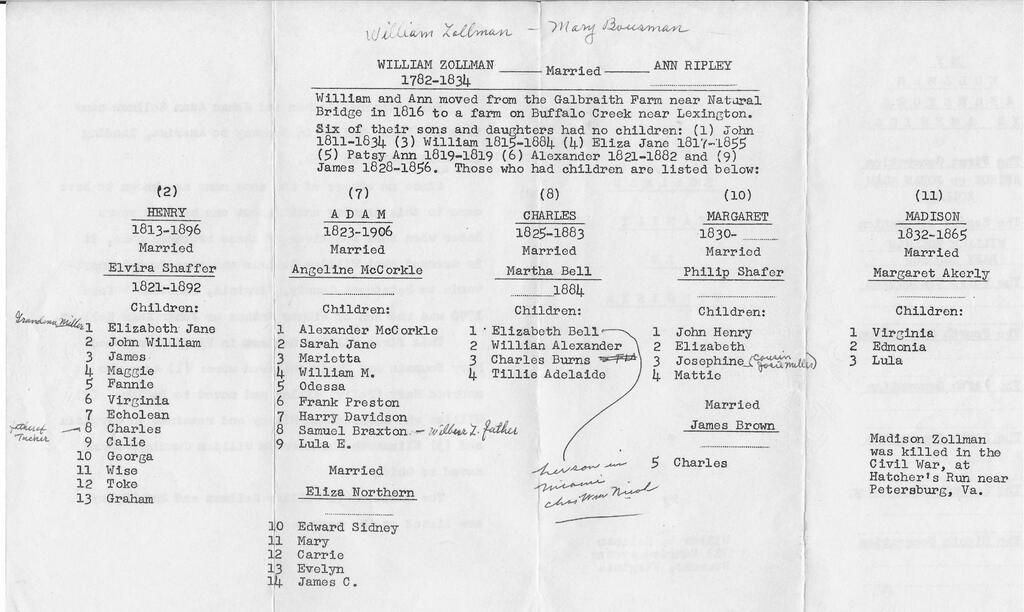 William Zollman - Mary Bousman
WILLIAM ZOLLMAN Married ANN RIPLEY
1782-1834
William and Ann moved from the Galbraith Farm near Natural
Bridge in 1816 to a farm on Buffalo Creek near Lexington.
Six of their sons and daughters had no children: (1) John
1811-1834 (3) William 1815-1884 (4) Eliza Jane 1817-1855
(5) Patsy Ann 1819-1819 (6) Alexander 1821-1882 and (9)
James 1828-1856. Those who had children are listed below:
(2)
HENRY
1813-1896
Married
Elvira Shaffer
1821-1892
Children:
Grandma Miller 1 Elizabeth Jane
2 John William
3 James
4 Maggie
5 Fannie
6 Virginia
7 Echolean
Tucker 8 Charles
9 Calie
10 Georga
11 Wise
12 Toke
13 Graham
(7)
ADAM
1823-1906
Married
Angeline McCorkle
Children:
1 Alexander McCorkle
2 Sarah Jane
3 Marietta
4 William M.
5 Odessa
6 Frank Preston
7 Harry Davidson
8 Samuel Braxton - Wilbur Z. father
9 Lula E.
Married
Eliza Northern
10 Edward Sidney
11 Mary
12 Carrie
13 Evelyn
14 James C.
(8)
CHARLES
1825-1883
Married
Martha Bell
1884
Children:
1 Elizabeth Bell
2 Willian Alexander
3 Charles Burns
4 Tillie Adelaide
her son in
Miami
Chas Wm Nicol
(10)
MARGARET
1830-
Married
Philip Shafer
Children:
1 John Henry
2 Elizabeth
3 Josephine (Cousin Josie Miller)
4 Mattie
Married
James Brown
5 Charles
(11)
MADISON
1832-1865
Married
Margaret Akerly
Children:
1 Virginia
2 Edmonia
3 Lula
Madison Zollman
was killed in the
Civil War, at
Hatcher's Run near
Petersburg, Va.